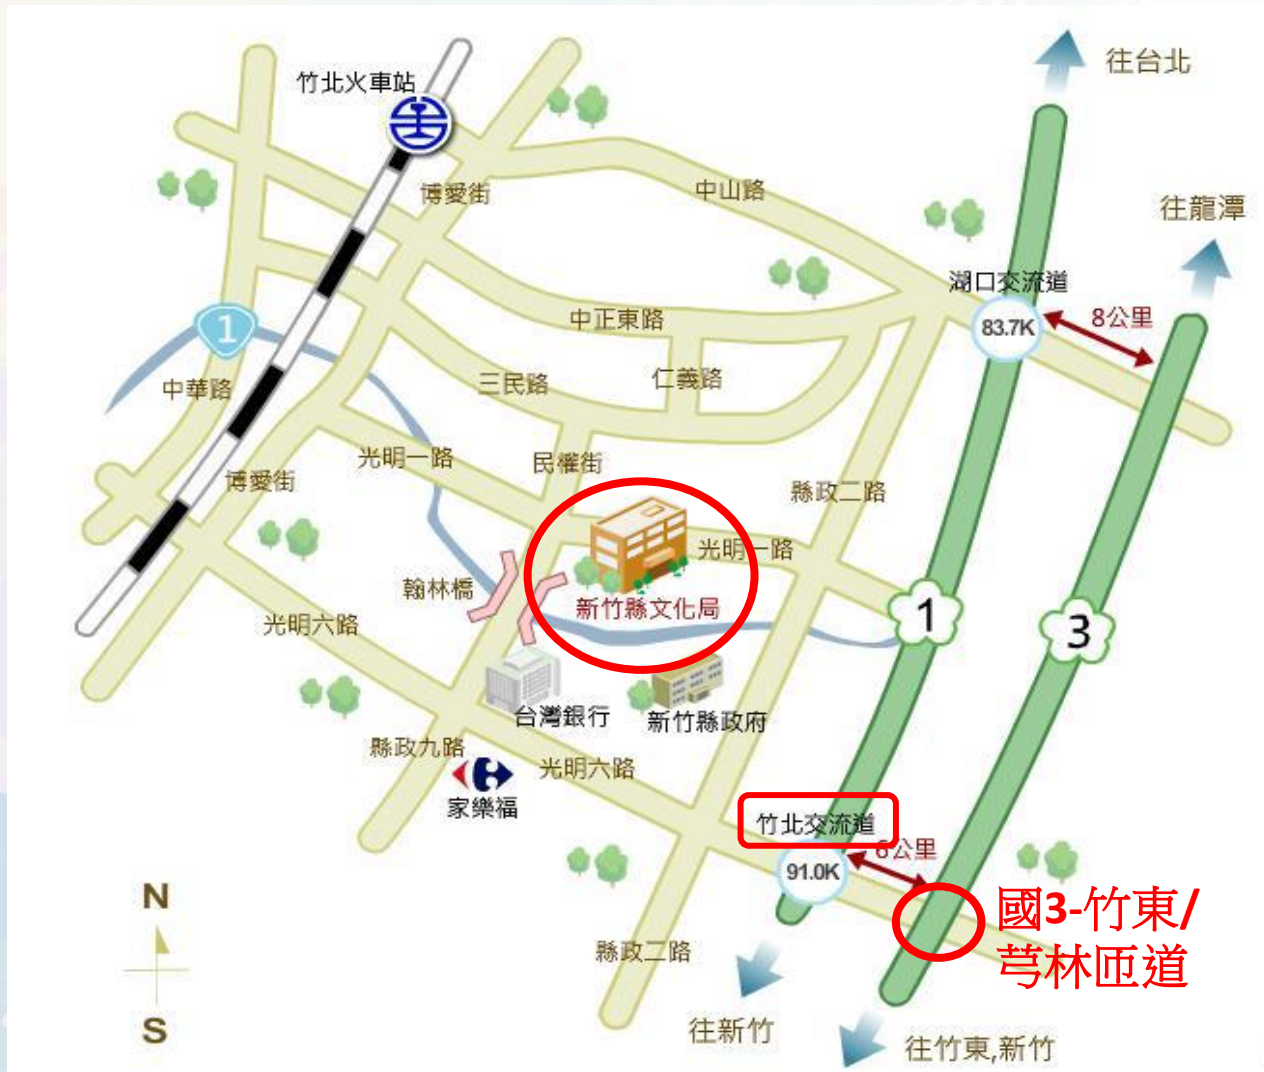 往台北
竹北火車站
博愛街
中山路
往龍潭
湖口交流道
83.7K
8公里
1
中正東路
中華路
三民路
仁義路
光明一路
民權街
博愛街
縣政二路
光明一路
翰林橋
新竹縣文化局
1
3
光明六路
台灣銀行
新竹縣政府
縣政九路
光明六路
家樂福
竹北交流道
6公里
91.0K
國3-竹東/
芎林匝道
N
縣政二路
S
往新竹
往竹東,新竹